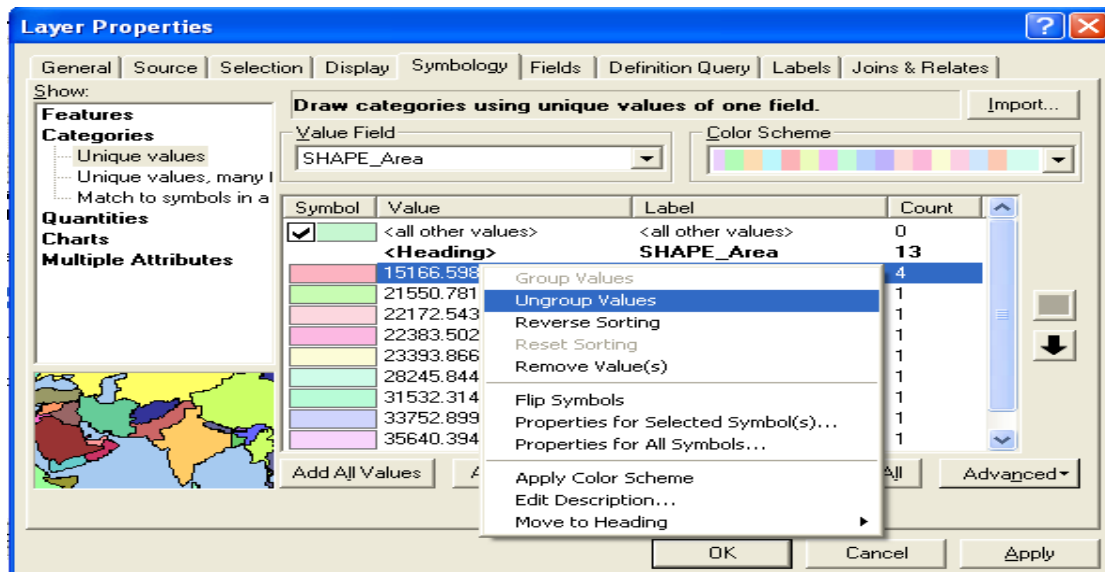 Layer Properties
General Source Selection Display Symbology Fields Definition Query Labels Joins & Relates
Show:
Features
Categories
Unique values
Unique values, many
Match to symbols in a
Quantities
Charts
Multiple Attributes
Draw categories using unique values of one field.
Import...
Value Field
SHAPE_Area
Color Scheme
Symbol Value Label Count
<all other values> <all other values> 0
<Heading> SHAPE_Area 13
15166.598 4
21550.781 1
22172.543 1
22383.502 1
23393.866 1
28245.844 1
31532.314 1
33752.899 1
35640.394 1
Group Values
Ungroup Values
Reverse Sorting
Reset Sorting
Remove Value(s)
Flip Symbols
Properties for Selected Symbol(s)...
Properties for All Symbols...
Apply Color Scheme
Edit Description...
Move to Heading
Add All Values
All
Advanced
OK Cancel Apply